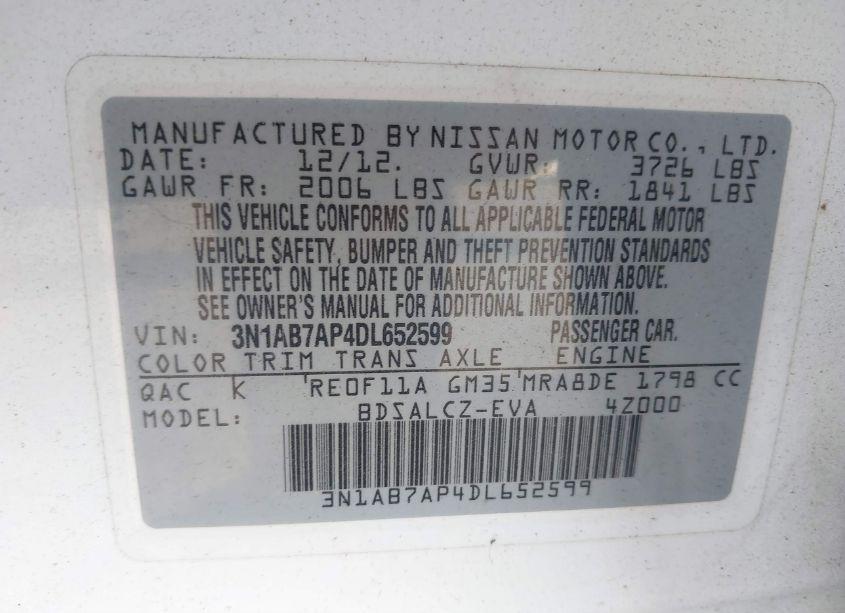 MANUFACTURED BY NISSAN MOTOR CO., LTD.
DATE: 12/12. GVWR: 3726 LBS
GAWR FR: 2006 LBS GAWR RR: 1841 LBS
THIS VEHICLE CONFORMS TO ALL APPLICABLE FEDERAL MOTOR
VEHICLE SAFETY, BUMPER AND THEFT PREVENTION STANDARDS
IN EFFECT ON THE DATE OF MANUFACTURE SHOWN ABOVE.
SEE OWNER'S MANUAL FOR ADDITIONAL INFORMATION.
VIN: 3N1AB7AP4DL652599 PASSENGER CAR.
COLOR TRIM TRANS AXLE ENGINE
QAC K 'RE0F11A GM35'MRA8DE 1798 CC
MODEL: BDSALCZ-EVA 4Z000
3N1AB7AP4DL652599